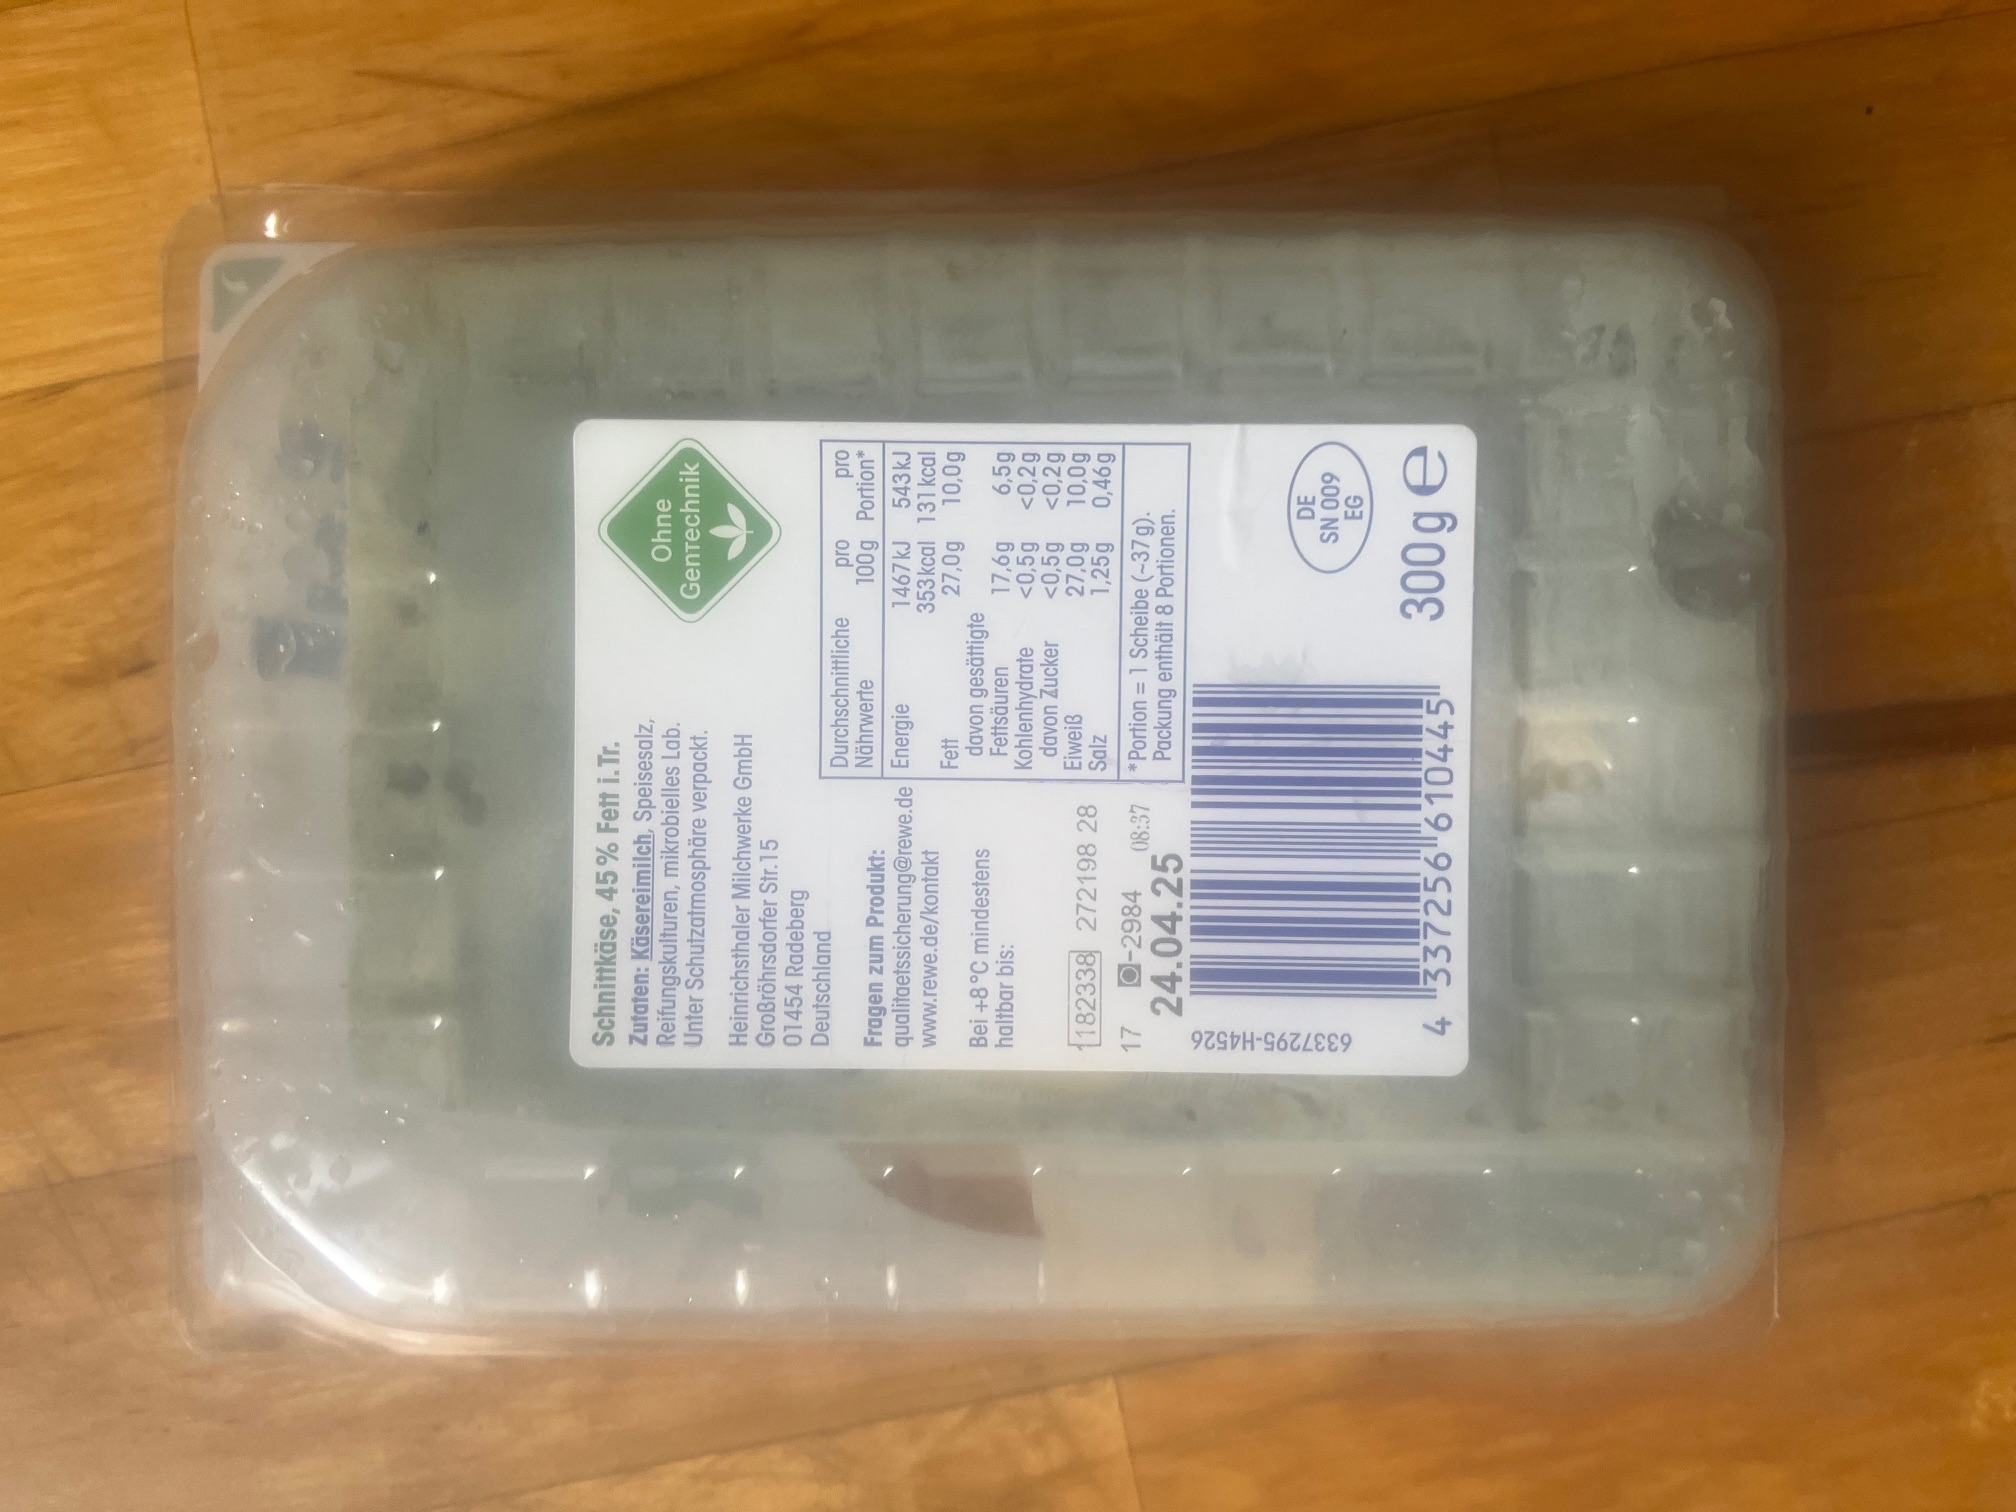 Schnittkäse, 45% Fett i. Tr.
Zutaten: Käsereimilch, Speisesalz,
Reifungskulturen, mikrobielles Lab.
Unter Schutzatmosphäre verpackt.
Ohne
GenTechnik
Heinrichsthaler Milchwerke GmbH
Großröhrsdorfer Str. 15
01454 Radeberg
Deutschland
Fragen zum Produkt:
qualitaetssicherung@rewe.de
www.rewe.de/kontakt
Bei +8°C mindestens
haltbar bis:
1182338 272198 28
17 -2984 08:37
24.04.25
Durchschnittliche pro pro
Nährwerte 100g Portion*
Energie 1467kJ 543kJ
353kcal 131kcal
Fett 27,0g 10,0g
davon gesättigte
Fettsäuren 17,6g 6,5g
Kohlenhydrate <0,5g <0,2g
davon Zucker <0,5g <0,2g
Eiweiß 27,0g 10,0g
Salz 1,25g 0,46g
*Portion = 1 Scheibe (~37g).
Packung enthält 8 Portionen.
6337295-H4526
4 337256 610445
DE
SN 009
EG
300g e